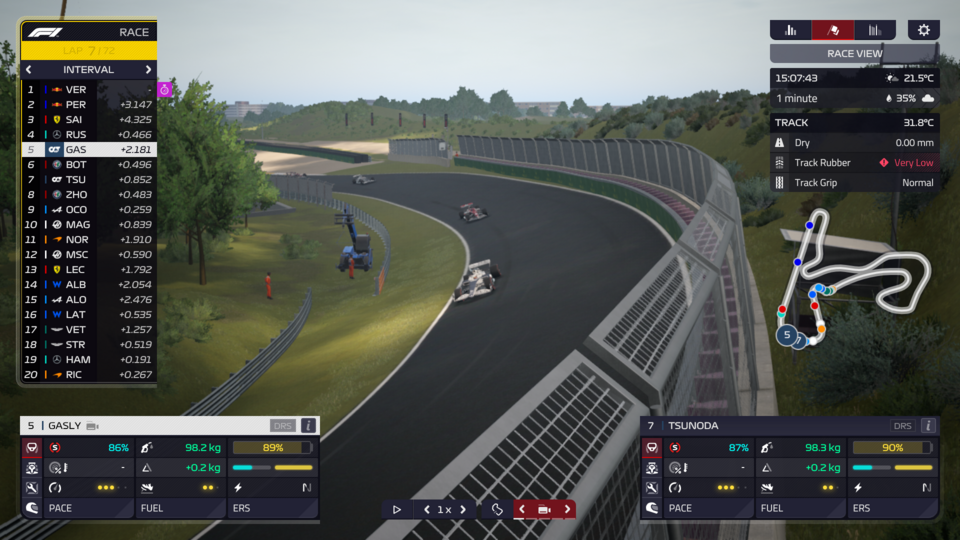 F1 RACE
LAP 7/72
INTERVAL
1 VER -
2 PER +3.147
3 SAI +4.325
4 RUS +0.466
5 GAS +2.181
6 BOT +0.496
7 TSU +0.852
8 ZHO +0.483
9 OCO +0.259
10 MAG +0.839
11 NOR +1.910
12 MSC +0.590
13 LEC +1.792
14 ALB +2.054
15 ALO +2.476
16 LAT +0.535
17 VET +1.257
18 STR +0.519
19 HAM +0.191
20 RIC +0.267
RACE VIEW
15:07:43 21.5°C
1 minute 35%
TRACK 31.8°C
Dry 0.00 mm
Track Rubber Very Low
Track Grip Normal
5
7
5 GASLY DRS i
S 86% 98.2 kg 89%
- +0.2 kg
N
PACE FUEL ERS
1x
7 TSUNODA DRS i
S 87% 98.3 kg 90%
- +0.2 kg
N
PACE FUEL ERS